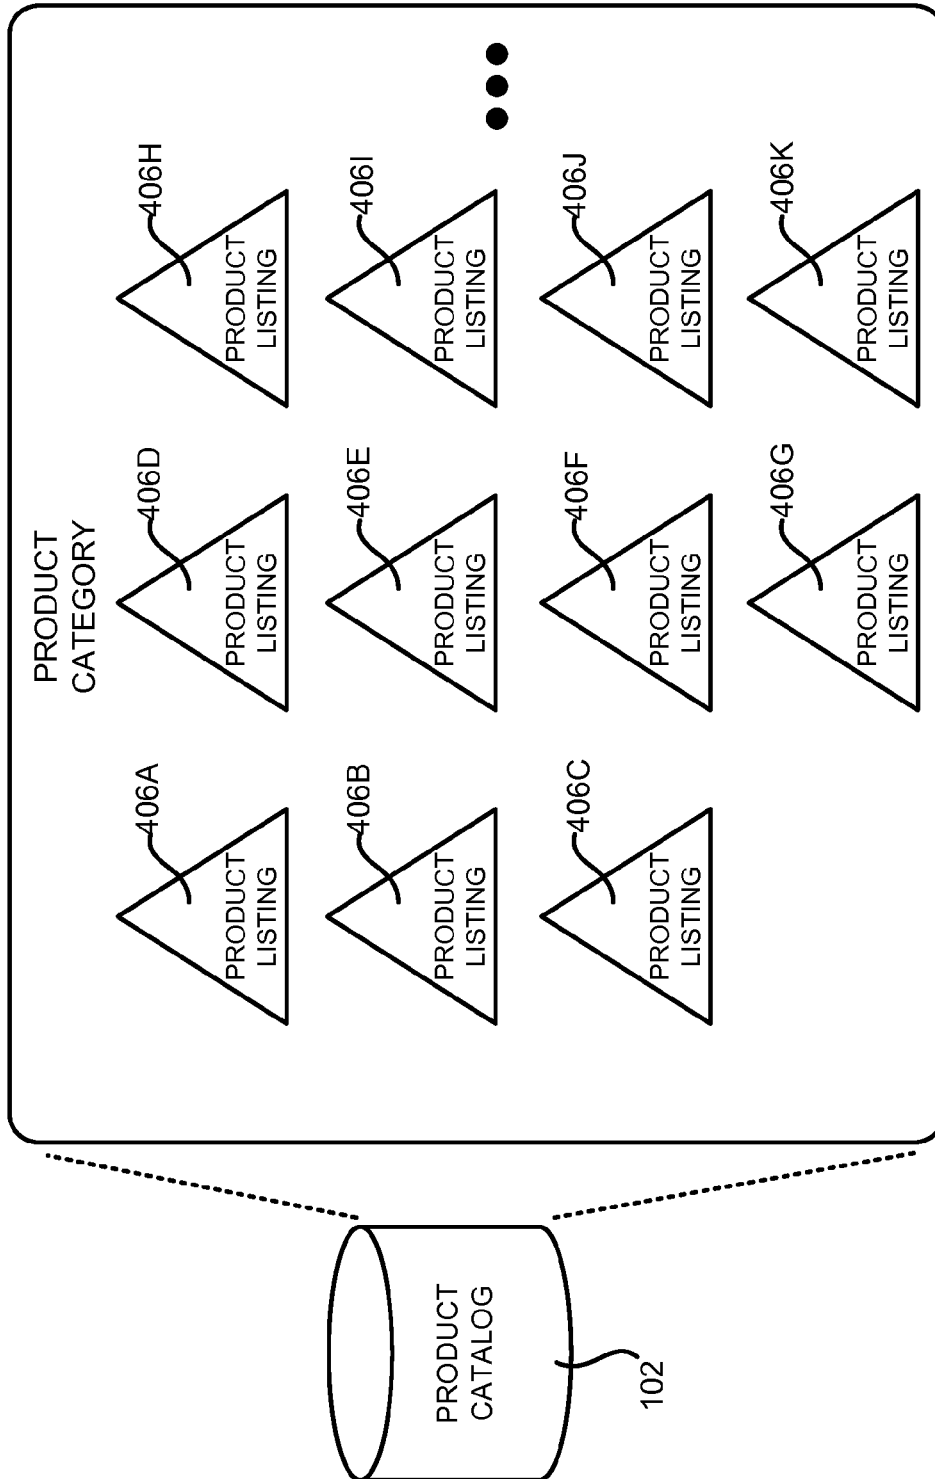 PRODUCT
CATEGORY
406A
PRODUCT
LISTING
406D
PRODUCT
LISTING
406H
PRODUCT
LISTING
406B
PRODUCT
LISTING
406E
PRODUCT
LISTING
406I
PRODUCT
LISTING
406C
PRODUCT
LISTING
406F
PRODUCT
LISTING
406J
PRODUCT
LISTING
406G
PRODUCT
LISTING
406K
PRODUCT
LISTING
PRODUCT
CATALOG
102